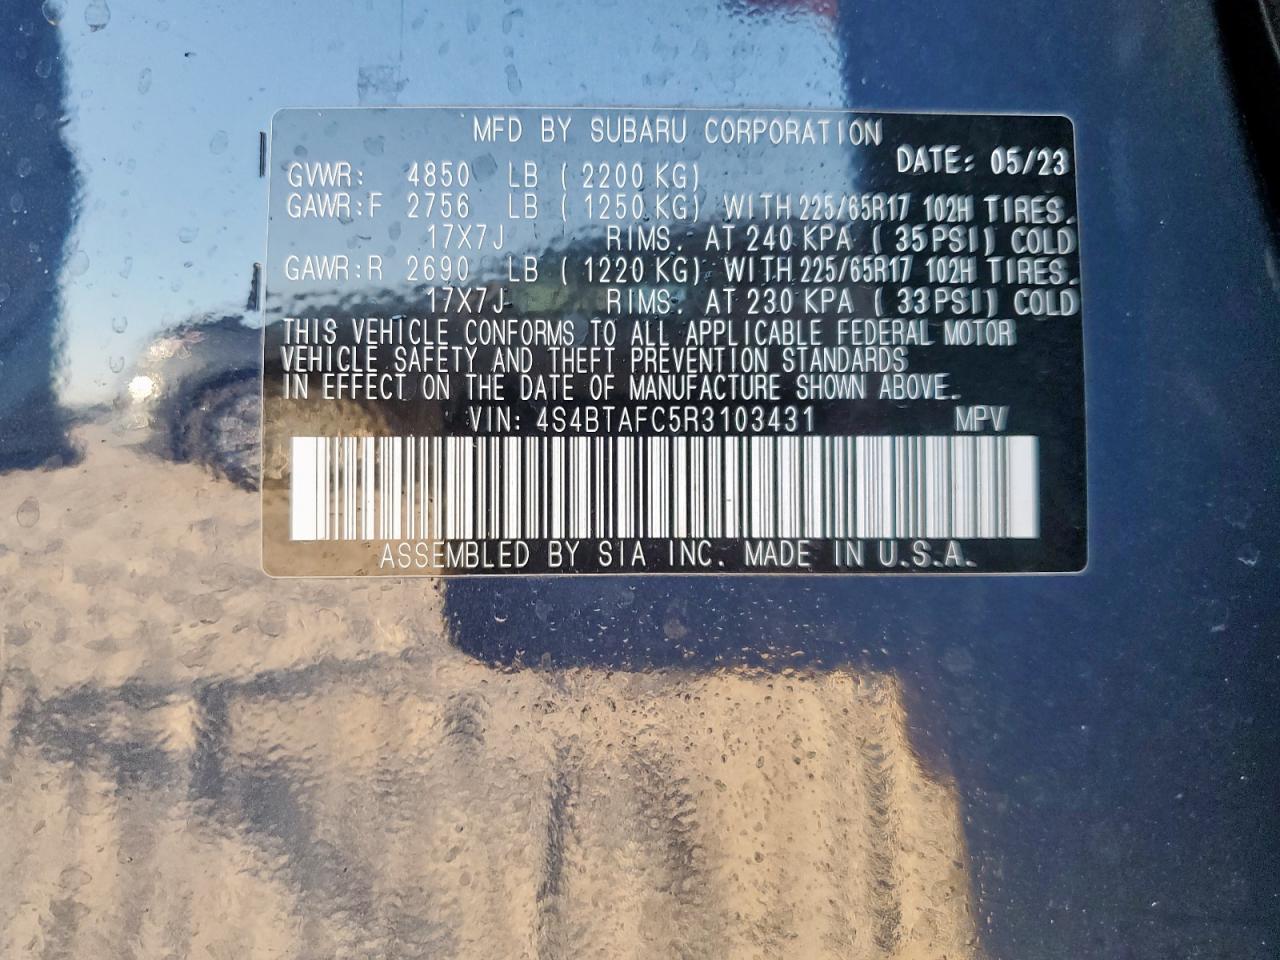 MFD BY SUBARU CORPORATION
DATE: 05/23
GVWR: 4850 LB ( 2200 KG)
GAWR:F 2756 LB ( 1250 KG) WITH 225/65R17 102H TIRES.
17X7J RIMS. AT 240 KPA ( 35 PSI) COLD
GAWR:R 2690 LB ( 1220 KG) WITH 225/65R17 102H TIRES.
17X7J RIMS. AT 230 KPA ( 33 PSI) COLD
THIS VEHICLE CONFORMS TO ALL APPLICABLE FEDERAL MOTOR
VEHICLE SAFETY AND THEFT PREVENTION STANDARDS
IN EFFECT ON THE DATE OF MANUFACTURE SHOWN ABOVE.
VIN: 4S4BTAFC5R3103431 MPV
ASSEMBLED BY SIA INC. MADE IN U.S.A.